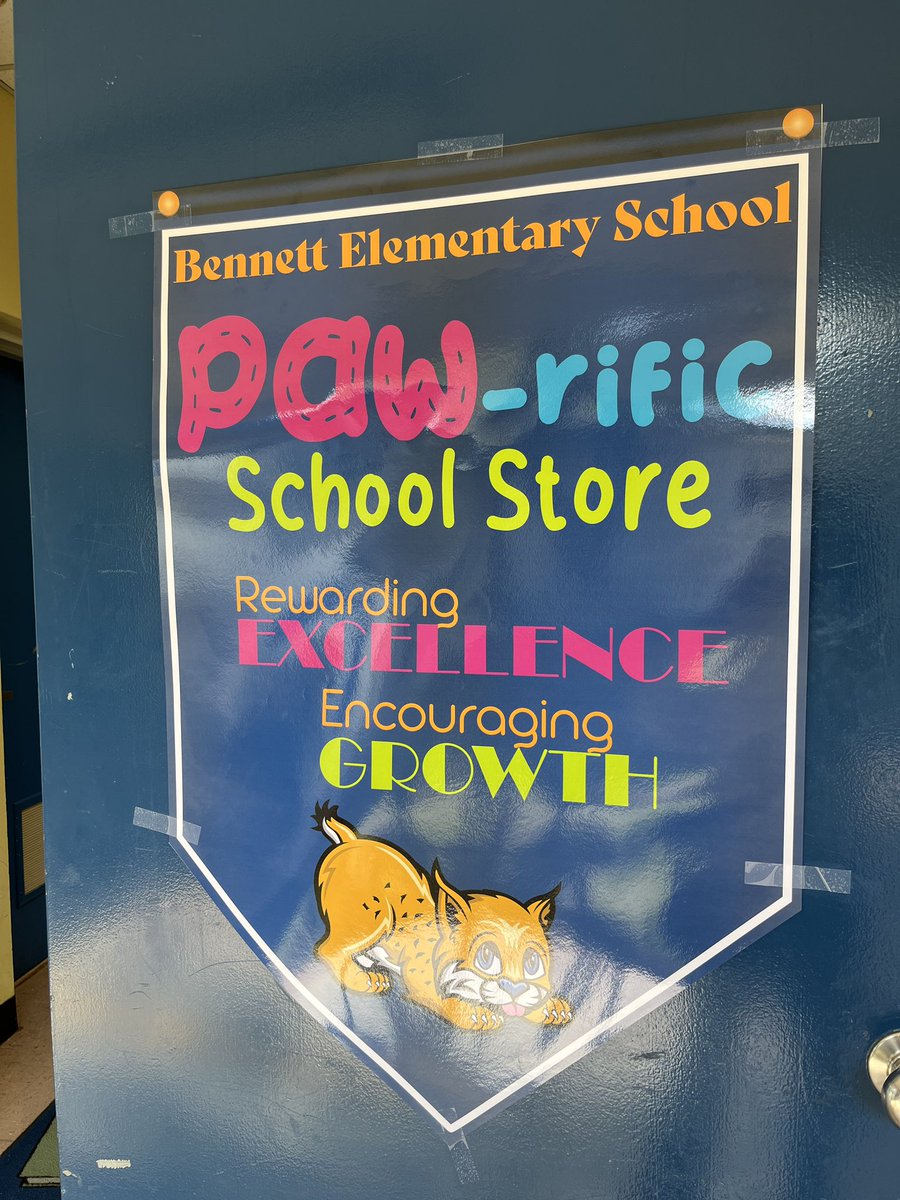 Bennett Elementary School
paw-rific
School Store
Rewarding
EXCELLENCE
Encouraging
GROWTH